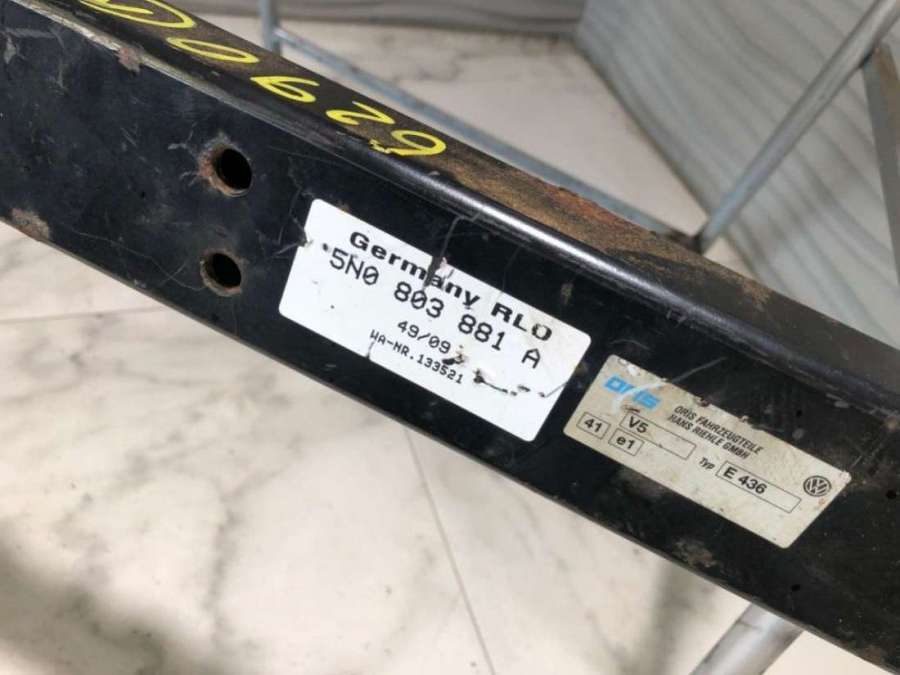 6290
Germany RLO
5N0 803 881 A
49/09
WA-NR.133521
ORIS
ORIS FAHRZEUGTEILE
HANS RIEHLE GMBH
41 V5
e1
Typ E 436
VW